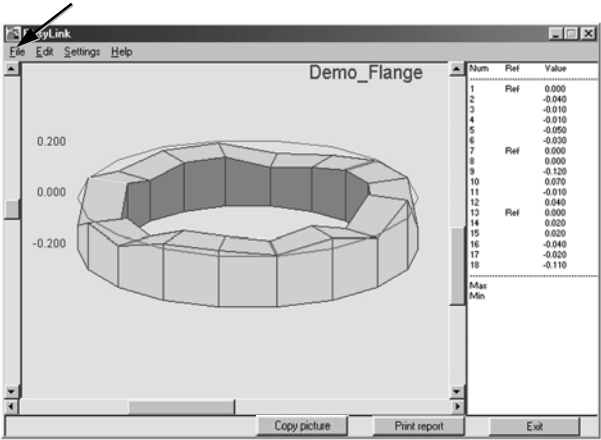 EasyLink
File Edit Settings Help
Demo_Flange
0.200
0.000
-0.200
Num Ref Value
1 Ref 0.000
2 -0.040
3 -0.010
4 -0.010
5 -0.050
6 -0.030
7 Ref 0.000
8 0.000
9 -0.120
10 0.070
11 -0.010
12 0.040
13 Ref 0.000
14 0.020
15 0.020
16 -0.040
17 -0.020
18 -0.110
Max
Min
Copy picture Print report Exit